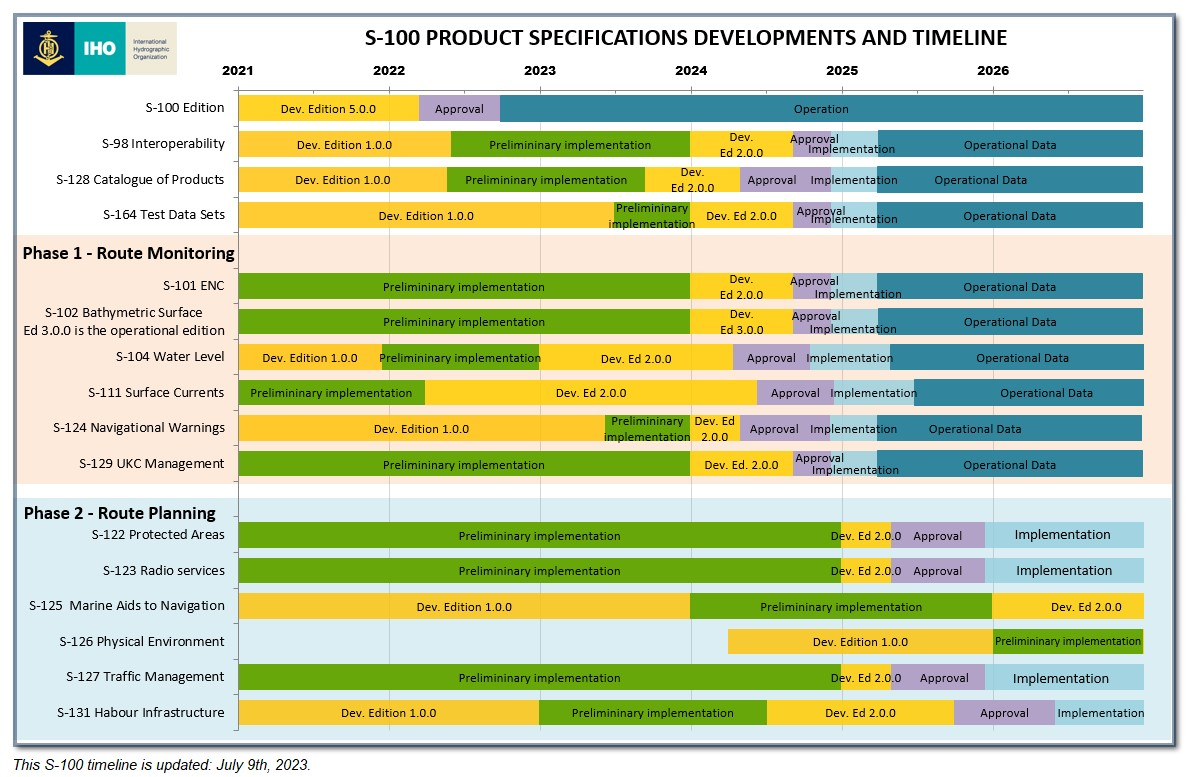 IHO
International
Hydrographic
Organization
S-100 PRODUCT SPECIFICATIONS DEVELOPMENTS AND TIMELINE
2021 2022 2023 2024 2025 2026
S-100 Edition Dev. Edition 5.0.0 Approval Operation
S-98 Interoperability Dev. Edition 1.0.0 Prelimininary implementation Dev.
Ed 2.0.0 Approval Implementation Operational Data
S-128 Catalogue of Products Dev. Edition 1.0.0 Prelimininary implementation Dev.
Ed 2.0.0 Approval Implementation Operational Data
S-164 Test Data Sets Dev. Edition 1.0.0 Prelimininary
implementation Dev. Ed 2.0.0 Approval Implementation Operational Data
Phase 1 - Route Monitoring
S-101 ENC Prelimininary implementation Dev.
Ed 2.0.0 Approval Implementation Operational Data
S-102 Bathymetric Surface
Ed 3.0.0 is the operational edition Prelimininary implementation Dev.
Ed 3.0.0 Approval Implementation Operational Data
S-104 Water Level Dev. Edition 1.0.0 Prelimininary implementation Dev. Ed 2.0.0 Approval Implementation Operational Data
S-111 Surface Currents Prelimininary implementation Dev. Ed 2.0.0 Approval Implementation Operational Data
S-124 Navigational Warnings Dev. Edition 1.0.0 Prelimininary
implementation Dev. Ed
2.0.0 Approval Implementation Operational Data
S-129 UKC Management Prelimininary implementation Dev. Ed. 2.0.0 Approval Implementation Operational Data
Phase 2 - Route Planning
S-122 Protected Areas Prelimininary implementation Dev. Ed 2.0.0 Approval Implementation
S-123 Radio services Prelimininary implementation Dev. Ed 2.0.0 Approval Implementation
S-125 Marine Aids to Navigation Dev. Edition 1.0.0 Prelimininary implementation Dev. Ed 2.0.0
S-126 Physical Environment Dev. Edition 1.0.0 Prelimininary implementation
S-127 Traffic Management Prelimininary implementation Dev. Ed 2.0.0 Approval Implementation
S-131 Habour Infrastructure Dev. Edition 1.0.0 Prelimininary implementation Dev. Ed 2.0.0 Approval Implementation
This S-100 timeline is updated: July 9th, 2023.